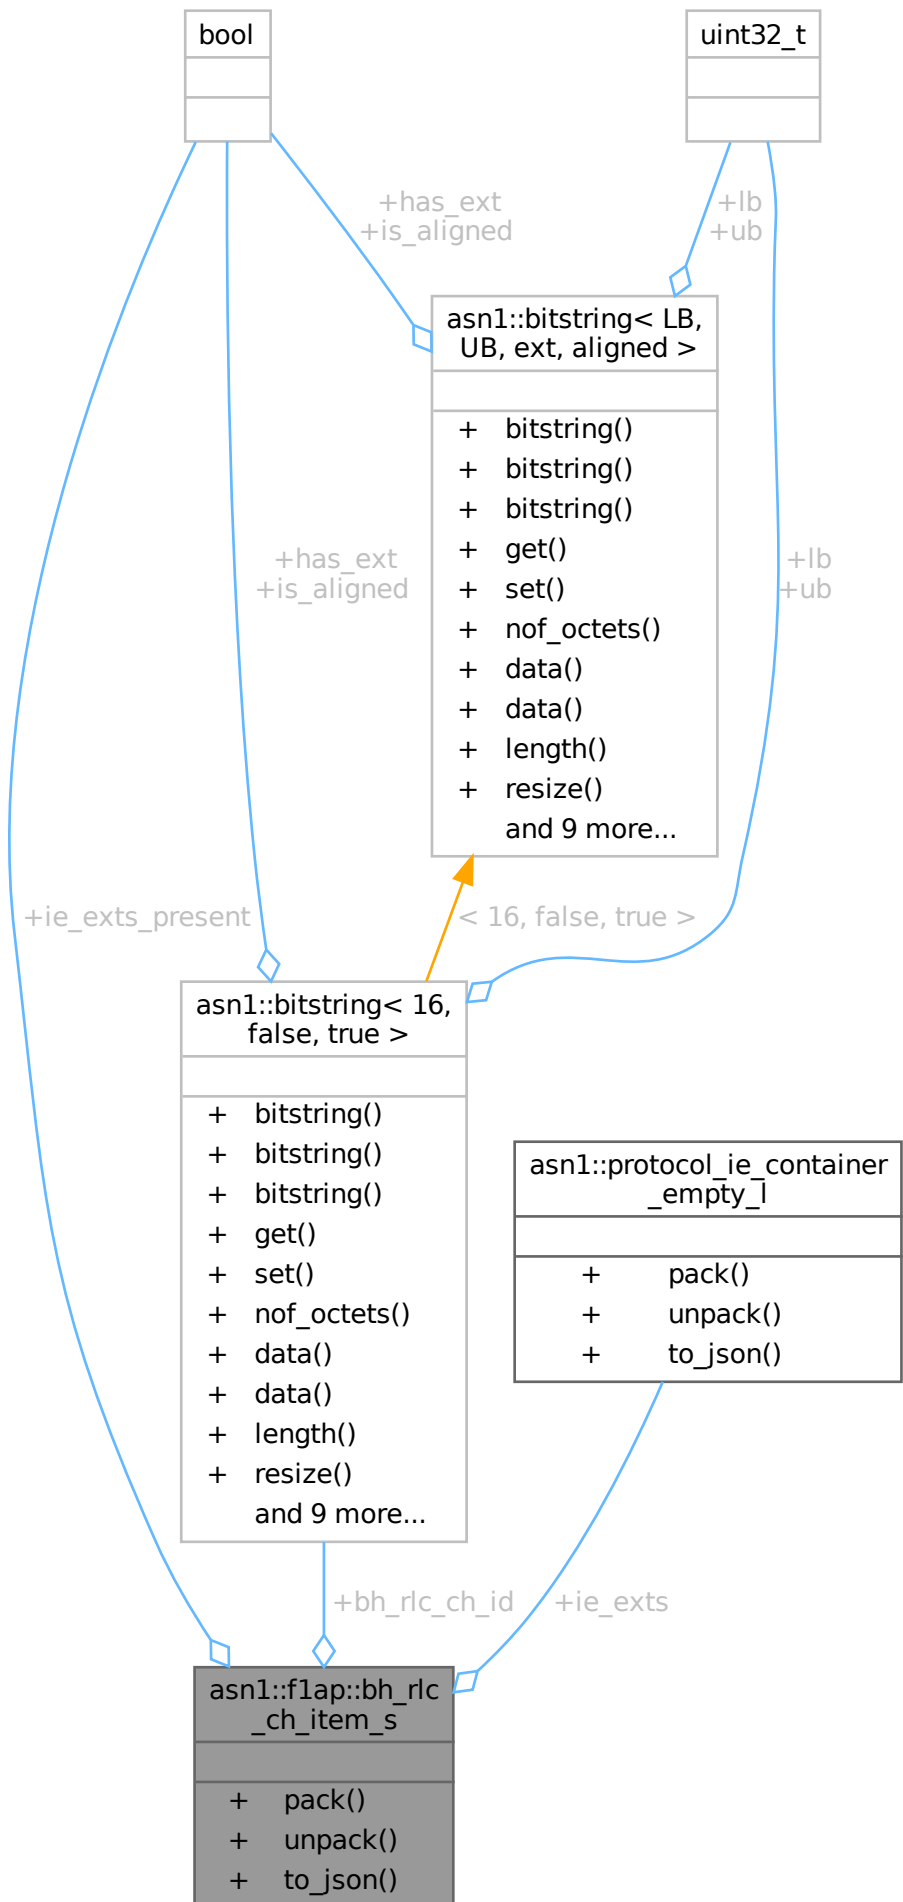 bool
uint32_t
+has_ext
+is_aligned
+lb
+ub
asn1::bitstring< LB,
UB, ext, aligned >
+ bitstring()
+ bitstring()
+ bitstring()
+ get()
+ set()
+ nof_octets()
+ data()
+ data()
+ length()
+ resize()
and 9 more...
+has_ext
+is_aligned
+lb
+ub
+ie_exts_present
< 16, false, true >
asn1::bitstring< 16,
false, true >
+ bitstring()
+ bitstring()
+ bitstring()
+ get()
+ set()
+ nof_octets()
+ data()
+ data()
+ length()
+ resize()
and 9 more...
asn1::protocol_ie_container
_empty_l
+ pack()
+ unpack()
+ to_json()
+bh_rlc_ch_id
+ie_exts
asn1::f1ap::bh_rlc
_ch_item_s
+ pack()
+ unpack()
+ to_json()